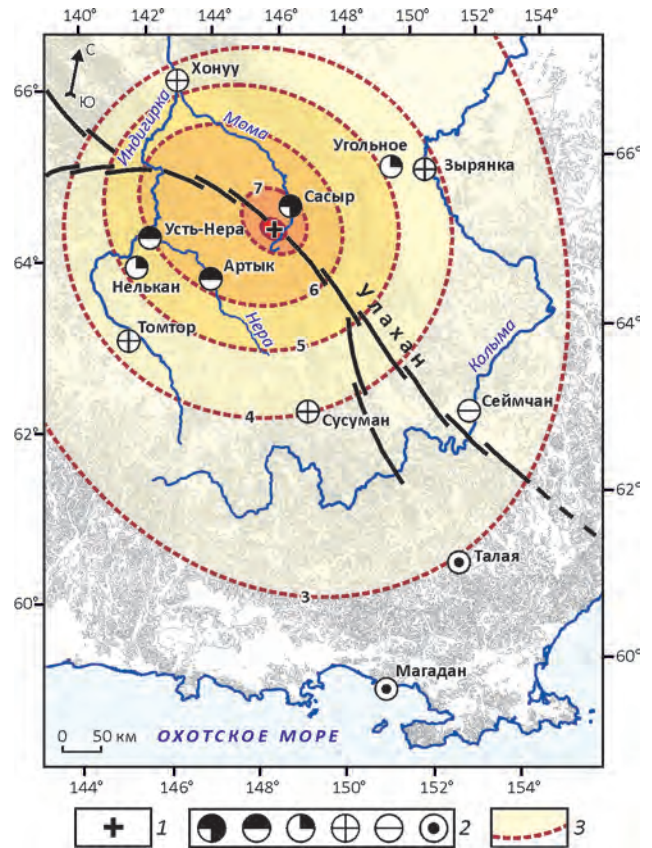 140° 142° 144° 146° 148° 150° 152° 154°
66°
64°
62°
60°
66°
64°
62°
60°
С
Ю
Хонуу
Индигирка
Мома
Угольное
Зырянка
7
Сасыр
Усть-Нера
Артык
Нелькан
6
Улахан
Томтор
Нера
5
Колыма
4
Сусуман
Сеймчан
Талая
3
Магадан
0 50 км
ОХОТСКОЕ МОРЕ
144° 146° 148° 150° 152° 154°
1 2 3